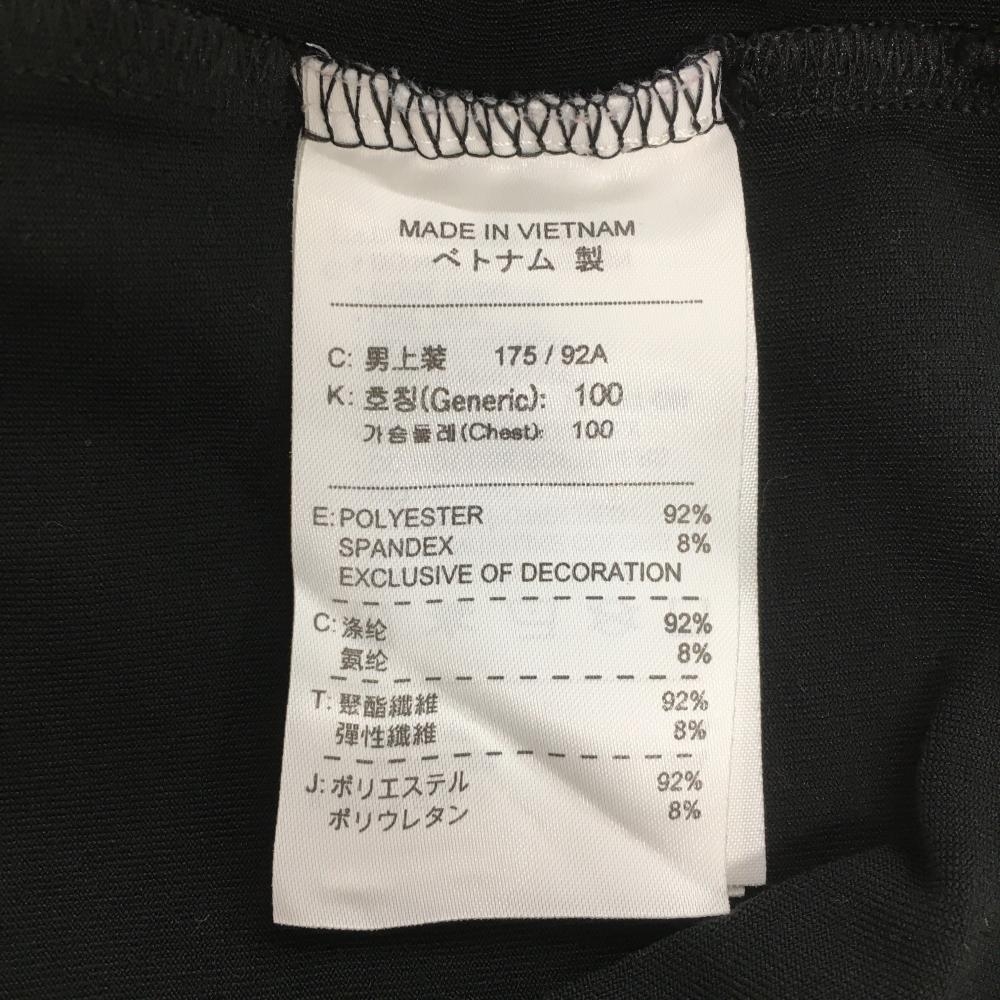 MADE IN VIETNAM
ベトナム 製
C: 男上装 175 / 92A
K: 호칭(Generic): 100
가슴둘레(Chest): 100
E: POLYESTER 92%
SPANDEX 8%
EXCLUSIVE OF DECORATION
C: 涤纶 92%
氨纶 8%
T: 聚酯纖維 92%
彈性纖維 8%
J: ポリエステル 92%
ポリウレタン 8%